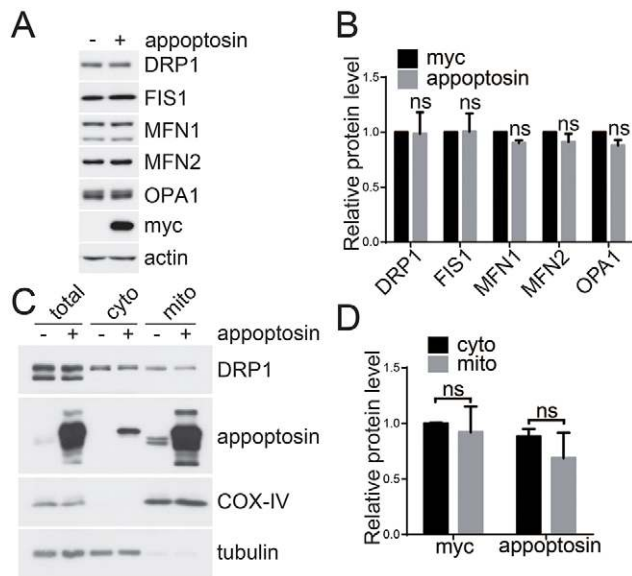 A
- + appoptosin
DRP1
FIS1
MFN1
MFN2
OPA1
myc
actin
B
myc
appoptosin
Relative protein level
1.5
1.0
0.5
0.0
ns ns ns ns ns
DRP1 FIS1 MFN1 MFN2 OPA1
C
total cyto mito
- + - + - + appoptosin
DRP1
appoptosin
COX-IV
tubulin
D
cyto
mito
Relative protein level
1.5
1.0
0.5
0.0
ns ns
myc appoptosin